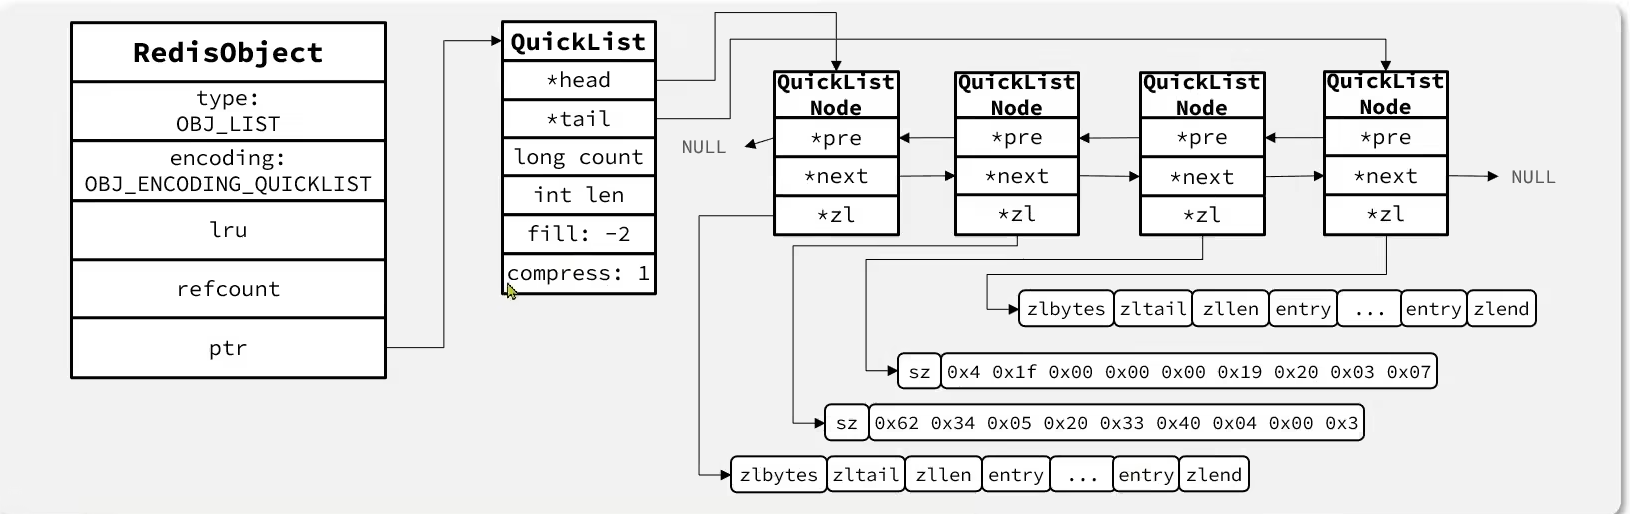 RedisObject
type:
OBJ_LIST
encoding:
OBJ_ENCODING_QUICKLIST
lru
refcount
ptr
QuickList
*head
*tail
long count
int len
fill: -2
compress: 1
NULL
QuickList
Node
*pre
*next
*zl
QuickList
Node
*pre
*next
*zl
QuickList
Node
*pre
*next
*zl
QuickList
Node
*pre
*next
*zl
NULL
zlbytes zltail zllen entry ... entry zlend
sz 0x4 0x1f 0x00 0x00 0x00 0x19 0x20 0x03 0x07
sz 0x62 0x34 0x05 0x20 0x33 0x40 0x04 0x00 0x3
zlbytes zltail zllen entry ... entry zlend